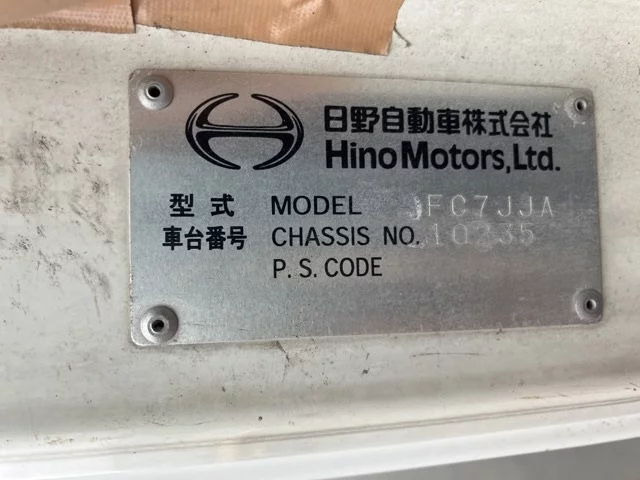 日野自動車株式会社
Hino Motors, Ltd.
型式 MODEL FC7JJA
車台番号 CHASSIS NO. 10235
P. S. CODE